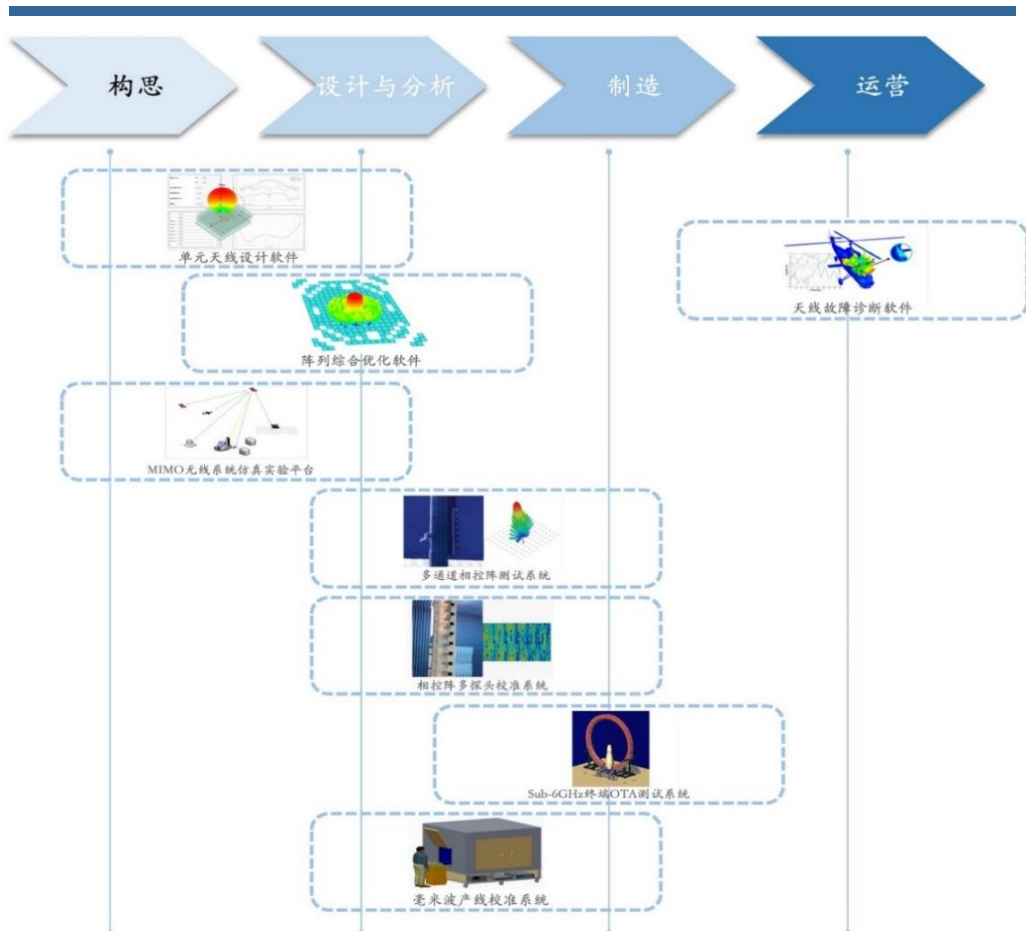 构思
设计与分析
制造
运营
单元天线设计软件
天线故障诊断软件
阵列综合优化软件
MIMO无线系统仿真实验平台
多通道相控阵测试系统
相控阵多探头校准系统
Sub-6GHz终端OTA测试系统
毫米波产线校准系统